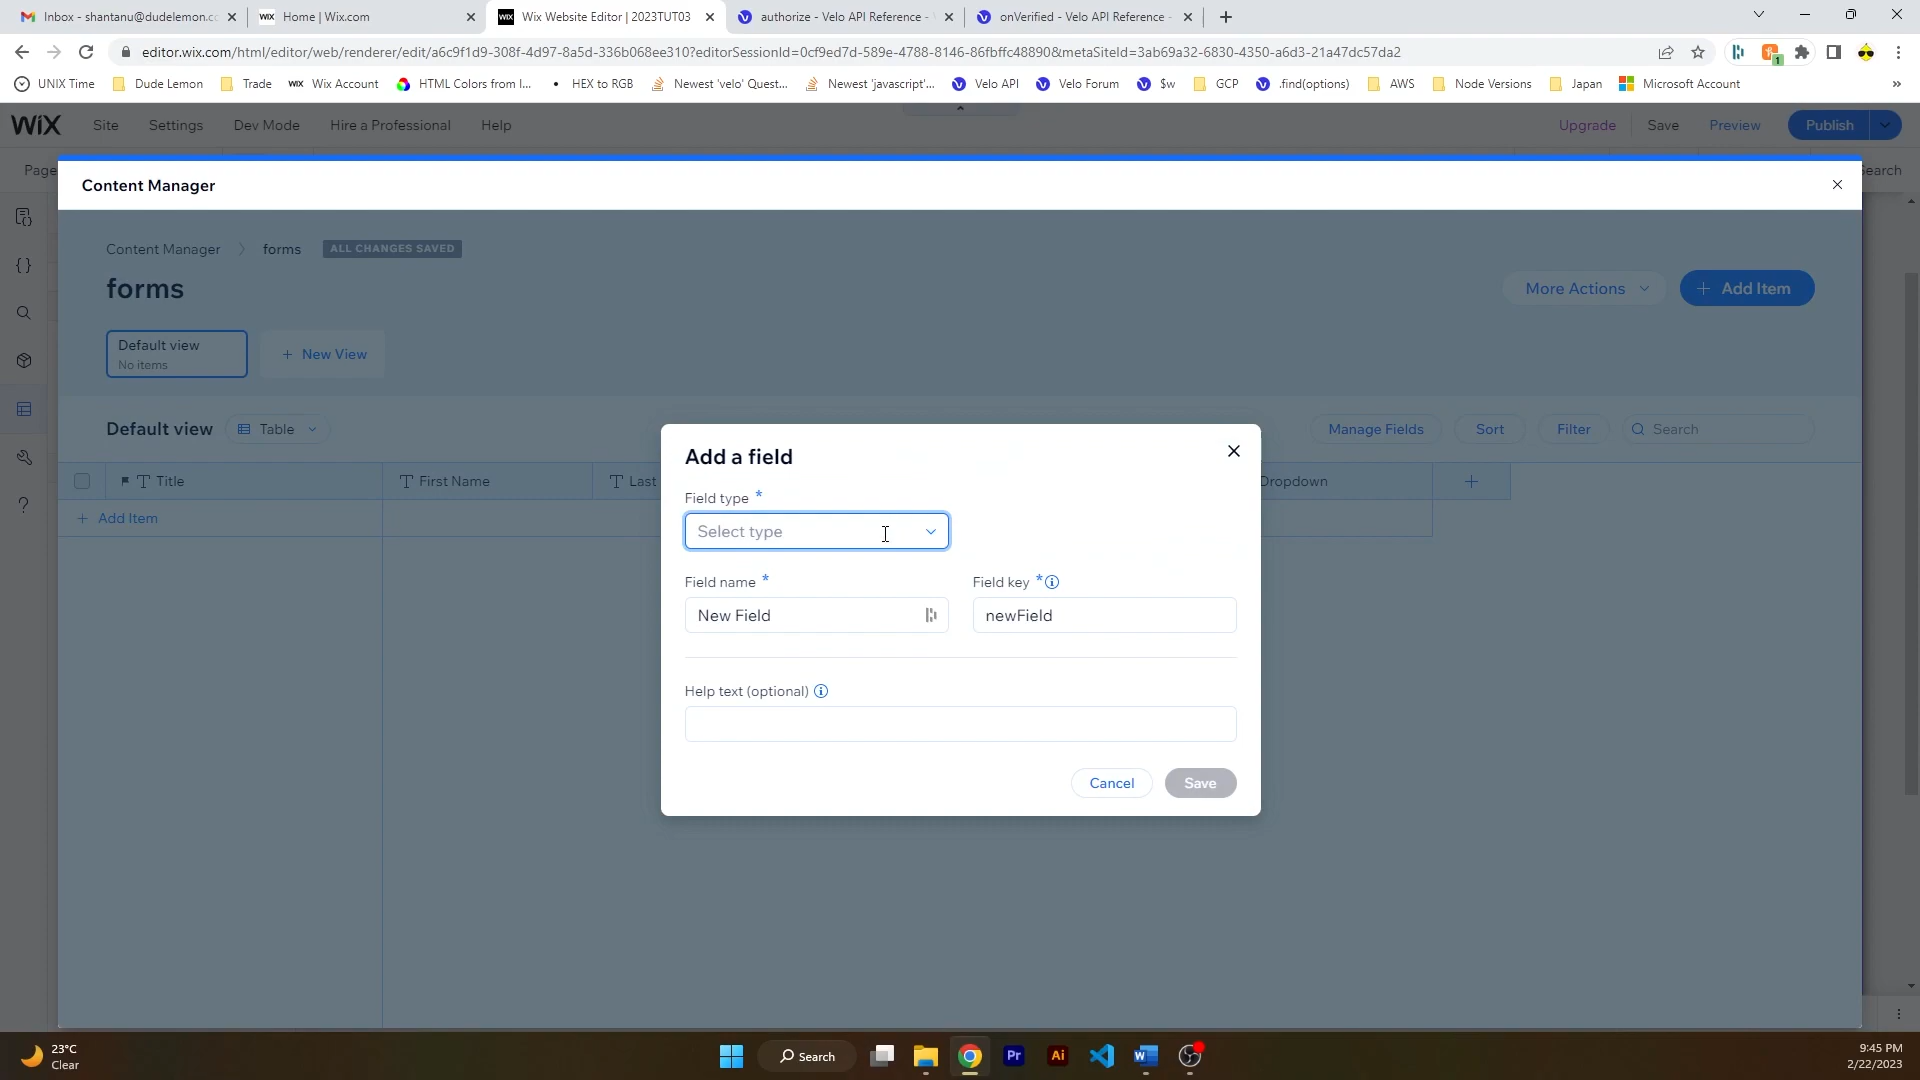 Inbox - shantanu@dudelemon.cc
Home | Wix.com
Wix Website Editor | 2023TUT03
authorize - Velo API Reference -
onVerified - Velo API Reference -
editor.wix.com/html/editor/web/renderer/edit/a6c9f1d9-308f-4d97-8a5d-336b068ee310?editorSessionId=0cf9ed7d-589e-4788-8146-86fbffc48890&metaSiteId=3ab69a32-6830-4350-a6d3-21a47dc57da2
UNIX Time
Dude Lemon
Trade
Wix Account
HTML Colors from I...
HEX to RGB
Newest 'velo' Quest...
Newest 'javascript'...
Velo API
Velo Forum
$w
GCP
.find(options)
AWS
Node Versions
Japan
Microsoft Account
»
WiX
Site
Settings
Dev Mode
Hire a Professional
Help
Upgrade
Save
Preview
Publish
Page
Search
Content Manager
Content Manager
forms
ALL CHANGES SAVED
forms
More Actions
+ Add Item
Default view
No items
+ New View
Default view
Table
Manage Fields
Sort
Filter
Search
Title
First Name
Last
Dropdown
+
+ Add Item
Add a field
Field type *
Select type
Field name *
New Field
Field key *
newField
Help text (optional)
Cancel
Save
23°C
Clear
Search
Pr
Ai
9:45 PM
2/22/2023